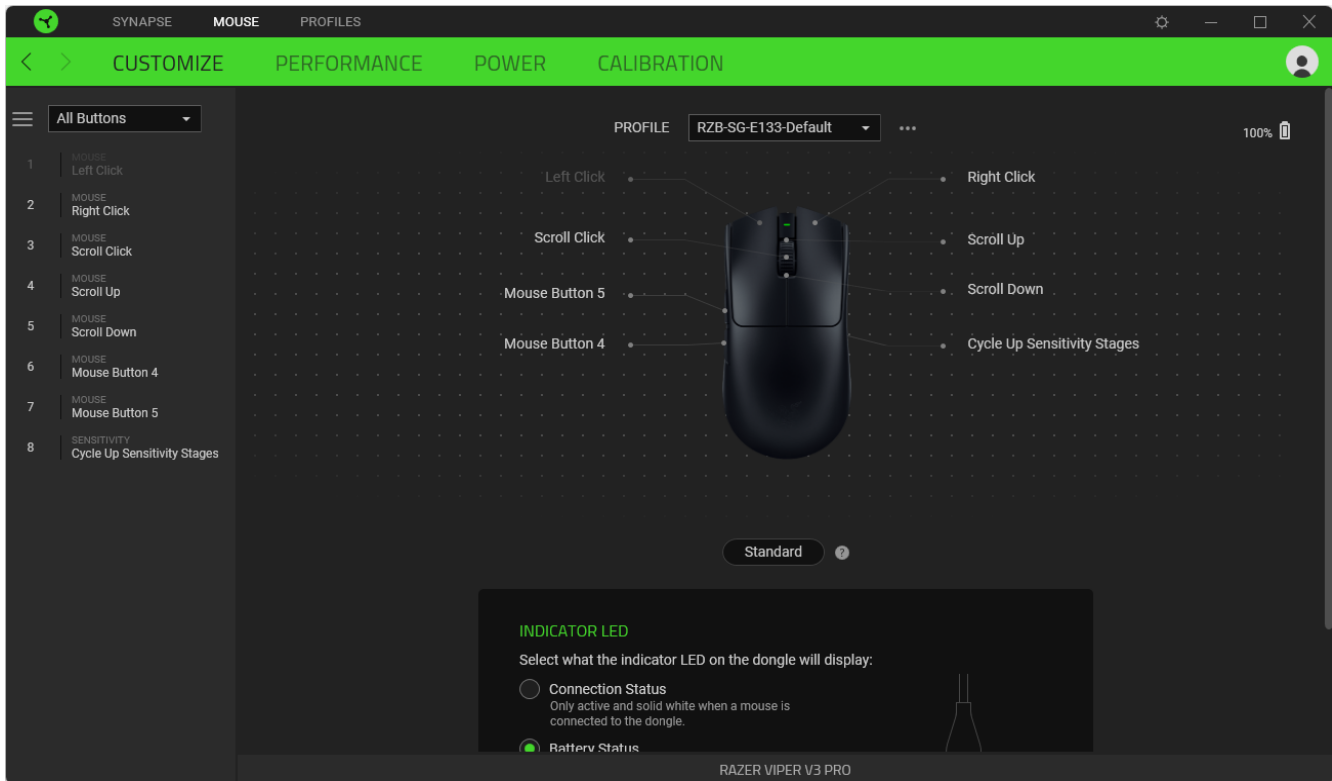 SYNAPSE MOUSE PROFILES
CUSTOMIZE PERFORMANCE POWER CALIBRATION
All Buttons
1 MOUSE
Left Click
2 MOUSE
Right Click
3 MOUSE
Scroll Click
4 MOUSE
Scroll Up
5 MOUSE
Scroll Down
6 MOUSE
Mouse Button 4
7 MOUSE
Mouse Button 5
8 SENSITIVITY
Cycle Up Sensitivity Stages
PROFILE RZB-SG-E133-Default
100%
Left Click
Scroll Click
Mouse Button 5
Mouse Button 4
Right Click
Scroll Up
Scroll Down
Cycle Up Sensitivity Stages
Standard ?
INDICATOR LED
Select what the indicator LED on the dongle will display:
Connection Status
Only active and solid white when a mouse is
connected to the dongle.
Battery Status
RAZER VIPER V3 PRO